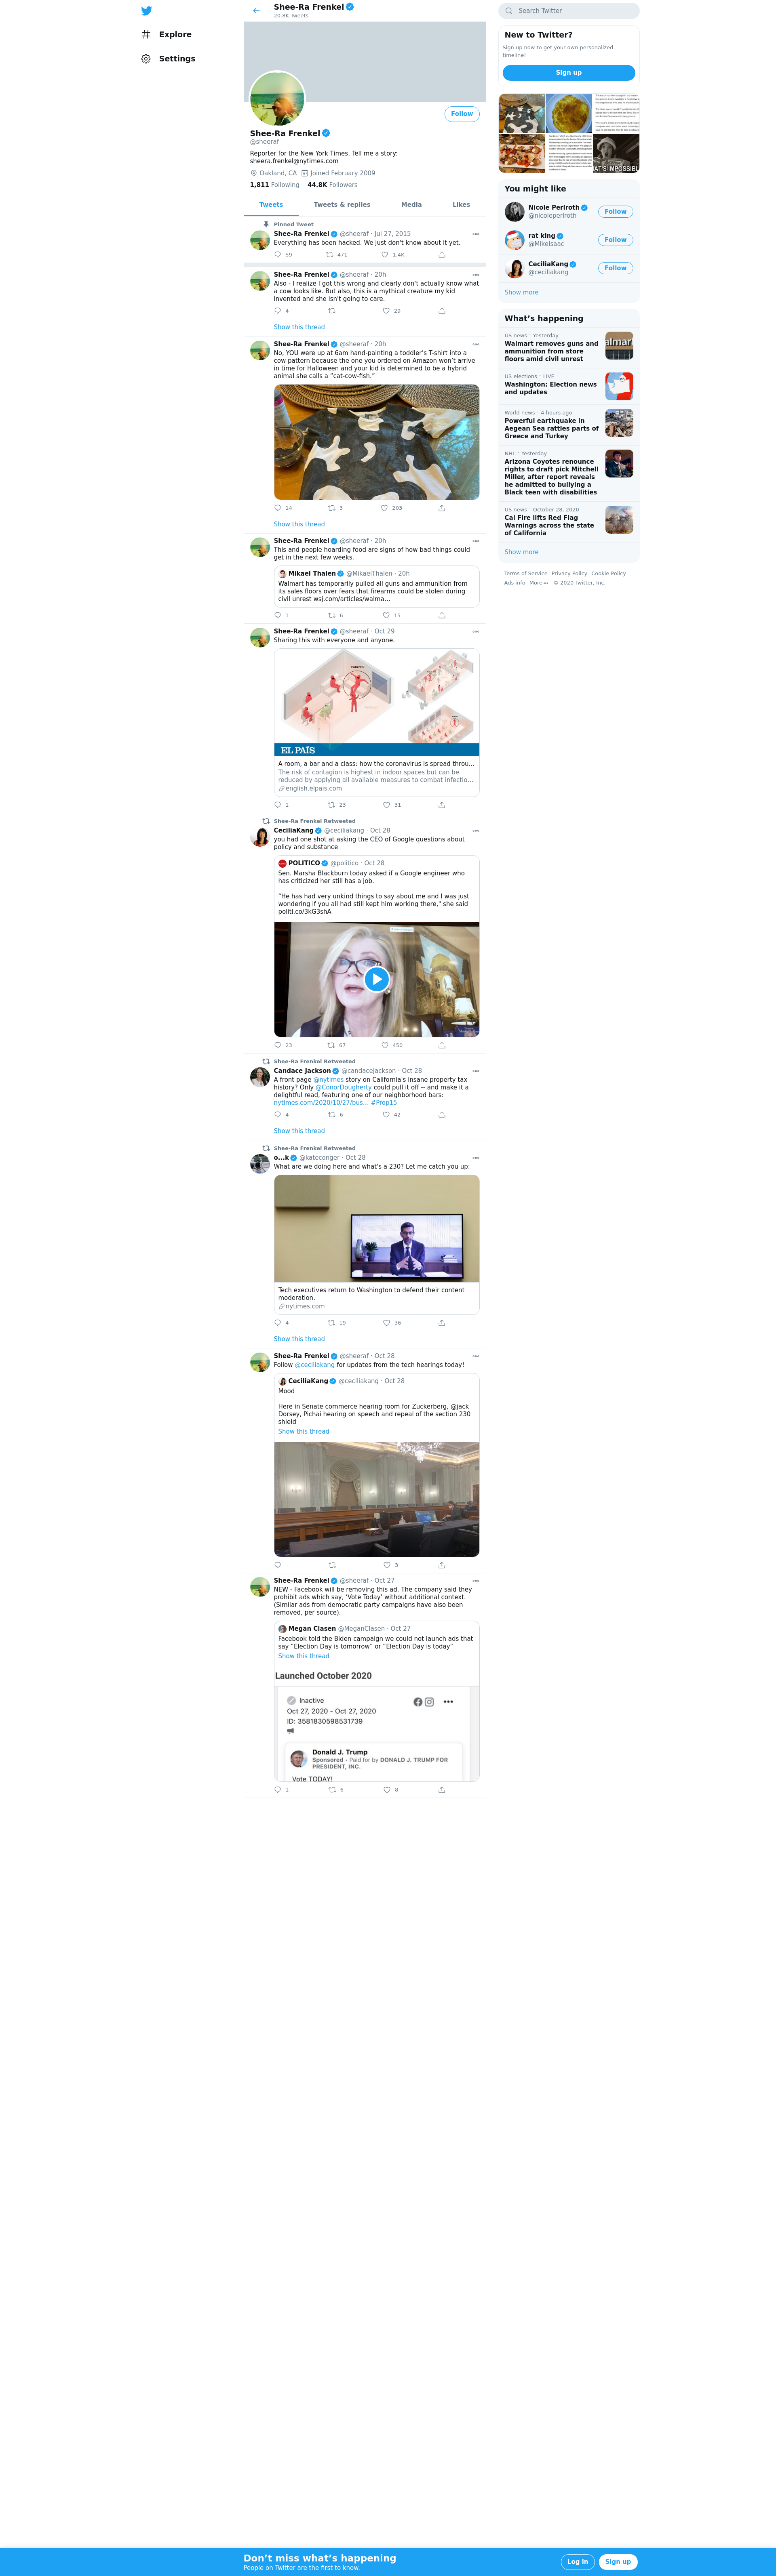 Explore
Settings
Shee-Ra Frenkel
20.8K Tweets
Follow
Shee-Ra Frenkel
@sheeraf
Reporter for the New York Times. Tell me a story:
sheera.frenkel@nytimes.com
Oakland, CA Joined February 2009
1,811 Following 44.8K Followers
Tweets Tweets & replies Media Likes
Pinned Tweet
Shee-Ra Frenkel @sheeraf · Jul 27, 2015
Everything has been hacked. We just don't know about it yet.
59 471 1.4K
Shee-Ra Frenkel @sheeraf · 20h
Also - I realize I got this wrong and clearly don't actually know what
a cow looks like. But also, this is a mythical creature my kid
invented and she isn't going to care.
4 29
Show this thread
Shee-Ra Frenkel @sheeraf · 20h
No, YOU were up at 6am hand-painting a toddler’s T-shirt into a
cow pattern because the one you ordered on Amazon won’t arrive
in time for Halloween and your kid is determined to be a hybrid
animal she calls a “cat-cow-fish.”
14 3 203
Show this thread
Shee-Ra Frenkel @sheeraf · 20h
This and people hoarding food are signs of how bad things could
get in the next few weeks.
Mikael Thalen @MikaelThalen · 20h
Walmart has temporarily pulled all guns and ammunition from
its sales floors over fears that firearms could be stolen during
civil unrest wsj.com/articles/walma…
1 6 15
Shee-Ra Frenkel @sheeraf · Oct 29
Sharing this with everyone and anyone.
EL PAÍS
A room, a bar and a class: how the coronavirus is spread throu…
The risk of contagion is highest in indoor spaces but can be
reduced by applying all available measures to combat infectio…
english.elpais.com
1 23 31
Shee-Ra Frenkel Retweeted
CeciliaKang @ceciliakang · Oct 28
you had one shot at asking the CEO of Google questions about
policy and substance
POLITICO @politico · Oct 28
Sen. Marsha Blackburn today asked if a Google engineer who
has criticized her still has a job.
"He has had very unkind things to say about me and I was just
wondering if you all had still kept him working there," she said
politi.co/3kG3shA
23 67 450
Shee-Ra Frenkel Retweeted
Candace Jackson @candacejackson · Oct 28
A front page @nytimes story on California's insane property tax
history? Only @ConorDougherty could pull it off -- and make it a
delightful read, featuring one of our neighborhood bars:
nytimes.com/2020/10/27/bus… #Prop15
4 6 42
Show this thread
Shee-Ra Frenkel Retweeted
o...k @kateconger · Oct 28
What are we doing here and what's a 230? Let me catch you up:
Tech executives return to Washington to defend their content
moderation.
nytimes.com
4 19 36
Show this thread
Shee-Ra Frenkel @sheeraf · Oct 28
Follow @ceciliakang for updates from the tech hearings today!
CeciliaKang @ceciliakang · Oct 28
Mood
Here in Senate commerce hearing room for Zuckerberg, @jack
Dorsey, Pichai hearing on speech and repeal of the section 230
shield
Show this thread
3
Shee-Ra Frenkel @sheeraf · Oct 27
NEW - Facebook will be removing this ad. The company said they
prohibit ads which say, ‘Vote Today’ without additional context.
(Similar ads from democratic party campaigns have also been
removed, per source).
Megan Clasen @MeganClasen · Oct 27
Facebook told the Biden campaign we could not launch ads that
say “Election Day is tomorrow” or “Election Day is today”
Show this thread
Launched October 2020
Inactive
Oct 27, 2020 - Oct 27, 2020
ID: 3581830598531739
Donald J. Trump
Sponsored • Paid for by DONALD J. TRUMP FOR
PRESIDENT, INC.
Vote TODAY!
1 6 8
Search Twitter
New to Twitter?
Sign up now to get your own personalized
timeline!
Sign up
AT'S IMPOSSIBL
You might like
Nicole Perlroth
@nicoleperlroth
Follow
rat king
@MikeIsaac
Follow
CeciliaKang
@ceciliakang
Follow
Show more
What’s happening
US news · Yesterday
Walmart removes guns and
ammunition from store
floors amid civil unrest
US elections · LIVE
Washington: Election news
and updates
World news · 4 hours ago
Powerful earthquake in
Aegean Sea rattles parts of
Greece and Turkey
NHL · Yesterday
Arizona Coyotes renounce
rights to draft pick Mitchell
Miller, after report reveals
he admitted to bullying a
Black teen with disabilities
US news · October 28, 2020
Cal Fire lifts Red Flag
Warnings across the state
of California
Show more
Terms of Service Privacy Policy Cookie Policy
Ads info More © 2020 Twitter, Inc.
Don’t miss what’s happening
People on Twitter are the first to know.
Log in Sign up